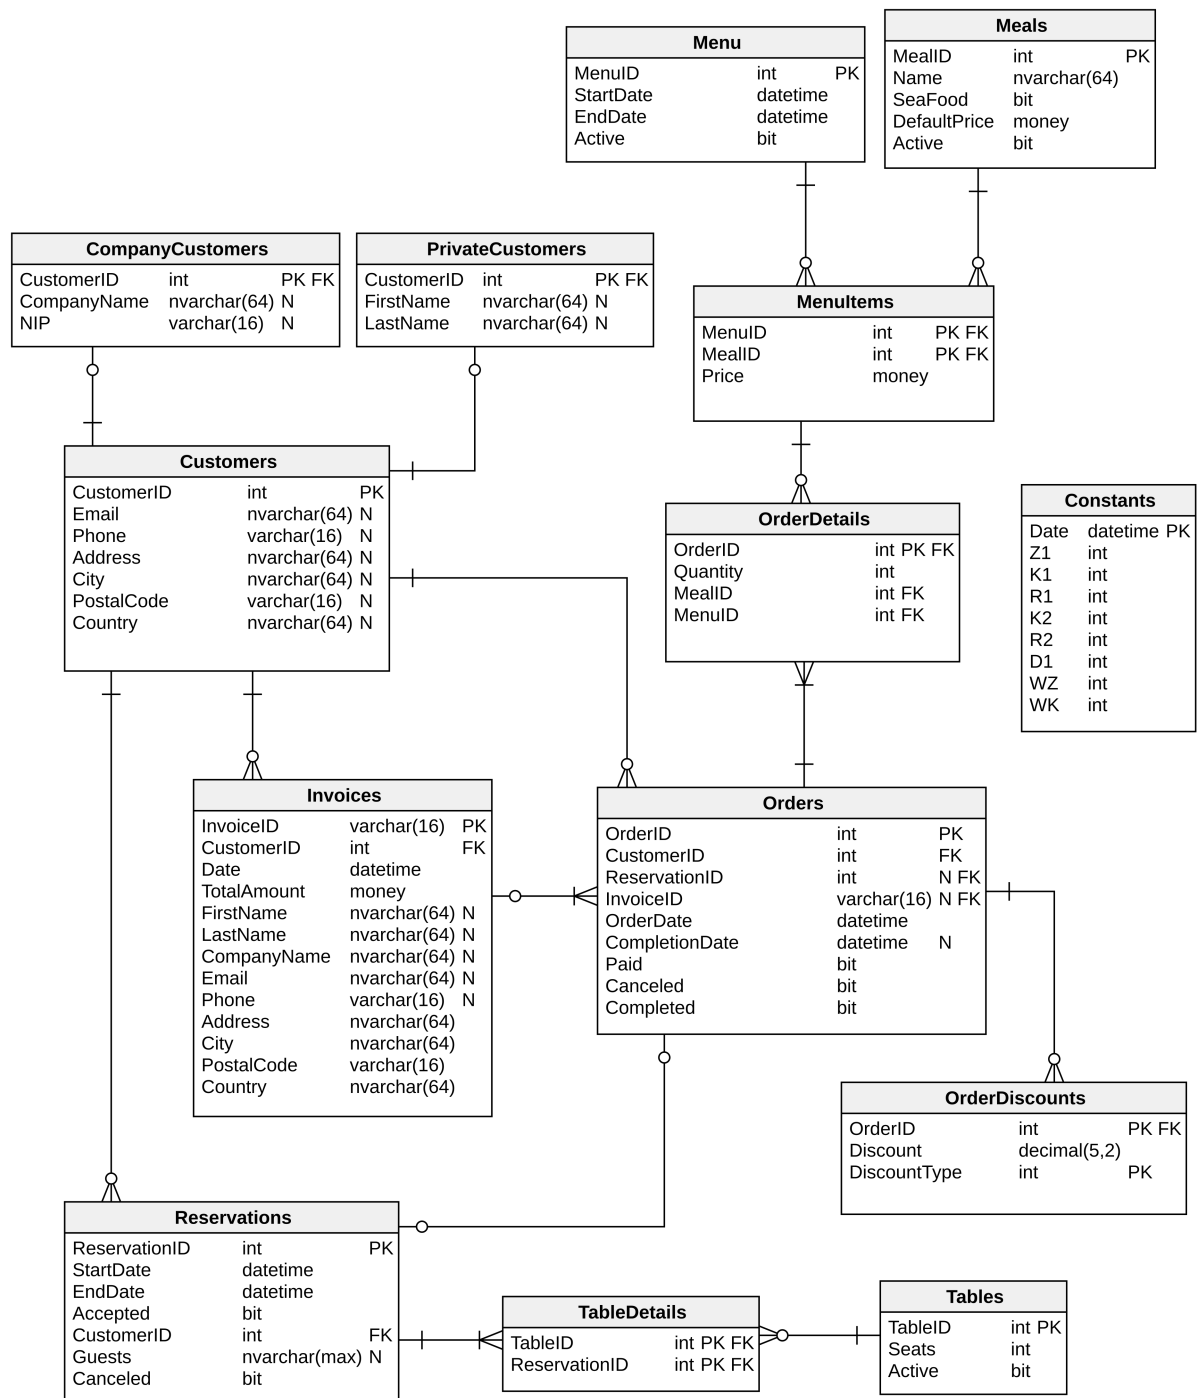 Menu
MenuID int PK
StartDate datetime
EndDate datetime
Active bit
Meals
MealID int PK
Name nvarchar(64)
SeaFood bit
DefaultPrice money
Active bit
CompanyCustomers
CustomerID int PK FK
CompanyName nvarchar(64) N
NIP varchar(16) N
PrivateCustomers
CustomerID int PK FK
FirstName nvarchar(64) N
LastName nvarchar(64) N
MenuItems
MenuID int PK FK
MealID int PK FK
Price money
Customers
CustomerID int PK
Email nvarchar(64) N
Phone varchar(16) N
Address nvarchar(64) N
City nvarchar(64) N
PostalCode varchar(16) N
Country nvarchar(64) N
OrderDetails
OrderID int PK FK
Quantity int
MealID int FK
MenuID int FK
Constants
Date datetime PK
Z1 int
K1 int
R1 int
K2 int
R2 int
D1 int
WZ int
WK int
Invoices
InvoiceID varchar(16) PK
CustomerID int FK
Date datetime
TotalAmount money
FirstName nvarchar(64) N
LastName nvarchar(64) N
CompanyName nvarchar(64) N
Email nvarchar(64) N
Phone varchar(16) N
Address nvarchar(64)
City nvarchar(64)
PostalCode varchar(16)
Country nvarchar(64)
Orders
OrderID int PK
CustomerID int FK
ReservationID int N FK
InvoiceID varchar(16) N FK
OrderDate datetime
CompletionDate datetime N
Paid bit
Canceled bit
Completed bit
OrderDiscounts
OrderID int PK FK
Discount decimal(5,2)
DiscountType int PK
Reservations
ReservationID int PK
StartDate datetime
EndDate datetime
Accepted bit
CustomerID int FK
Guests nvarchar(max) N
Canceled bit
TableDetails
TableID int PK FK
ReservationID int PK FK
Tables
TableID int PK
Seats int
Active bit